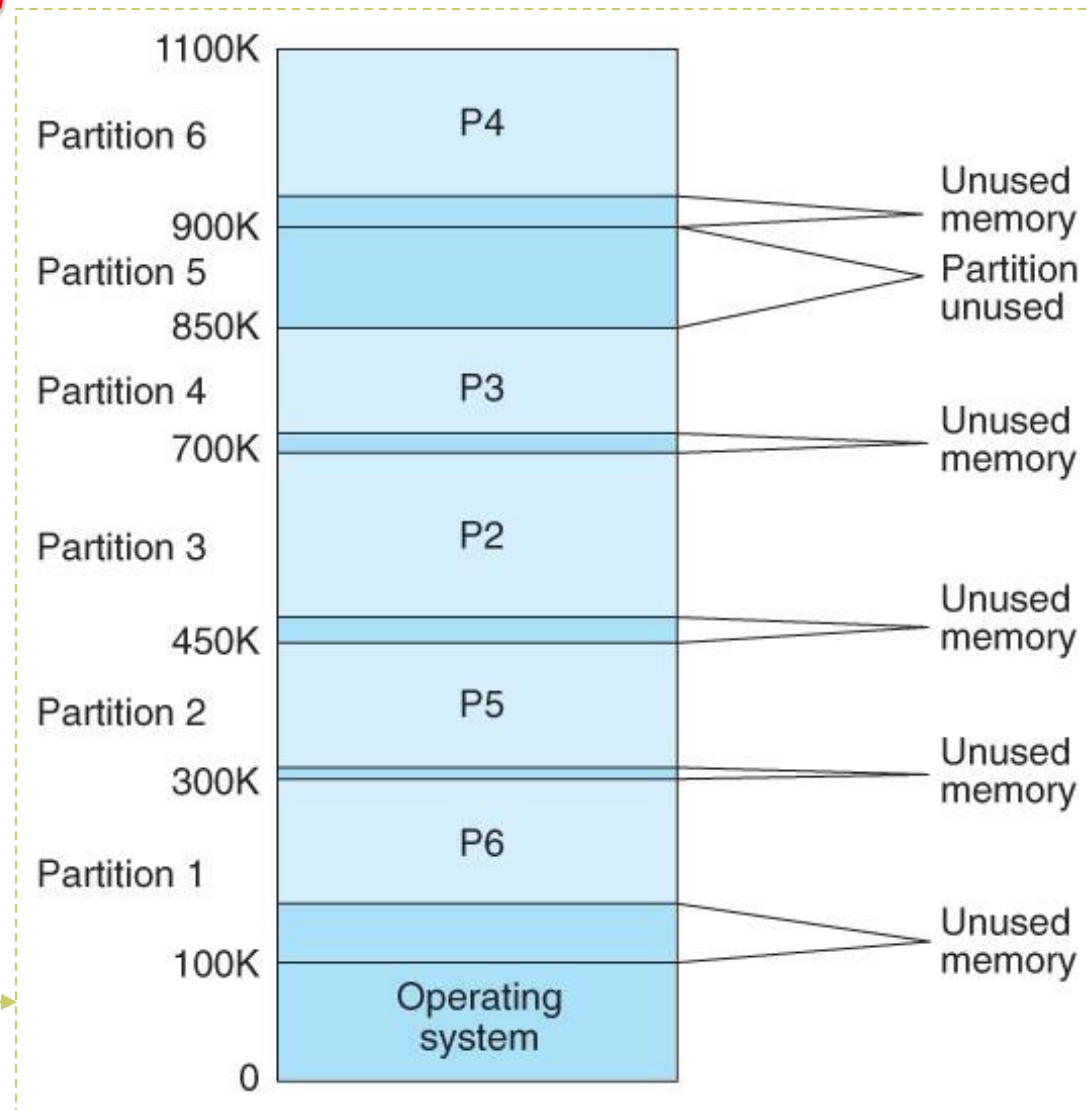 1100K
P4
Partition 6
Unused
memory
900K
Partition 5
Partition
unused
850K
Partition 4
P3
Unused
memory
700K
Partition 3
P2
Unused
memory
450K
Partition 2
P5
Unused
memory
300K
P6
Partition 1
Unused
memory
100K
Operating
system
0